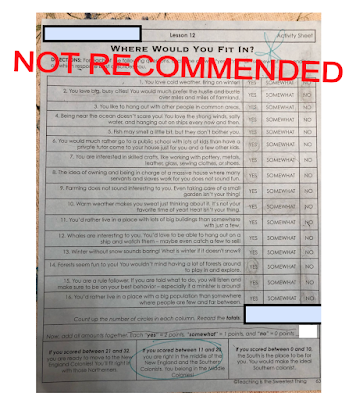 Lesson 12
Activity Sheet
WHERE WOULD YOU FIT IN?
NOT RECOMMENDED
DIRECTIONS:
1. You love cold weather. Bring on winter! YES SOMEWHAT NO
2. You love big, busy cities! You would much prefer the hustle and bustle
over miles and miles of farmland. YES SOMEWHAT NO
3. You like to hang out with other people in common areas. YES SOMEWHAT NO
4. Being near the ocean doesn't scare you! You love the shaky winds, salty
water, and hanging out on ships every now and then. YES SOMEWHAT NO
5. Fish may smell a little bit, but they don't bother you. YES SOMEWHAT NO
6. You would much rather go to a public school with lots of kids than have a
private tutor come to your house just for you and a few other kids. YES SOMEWHAT NO
7. You are interested in skilled crafts, like working with pottery, metals,
leather, glass, sewing clothes, or shoes. YES SOMEWHAT NO
8. The idea of owning and being in charge of a massive house where many
servants and slaves work for you does not sound fun. YES SOMEWHAT NO
9. Farming does not sound interesting to you. Even taking care of a small
garden isn't your thing! YES SOMEWHAT NO
10. Warm weather makes you sweat just thinking about it. It's not your
favorite time of year! Heat isn't your thing. YES SOMEWHAT NO
11. You'd rather live in a place with lots of big buildings than somewhere
with just a few. YES SOMEWHAT NO
12. Whales are interesting to you. You'd love to be able to hang out on a
ship and watch them – maybe even catch a few to sell! YES SOMEWHAT NO
13. Winter without snow sounds boring! What is winter if it doesn't snow? YES SOMEWHAT NO
14. Forests seem fun to you! You wouldn't mind having a lot of forests around
to play in and explore. YES SOMEWHAT NO
15. You are a rule follower. If you are told what to do, you will listen and
make sure to be on your best behavior – especially if a minister is around! YES SOMEWHAT NO
16. You'd rather live in a place with a big population than somewhere
where people are few and far between. YES SOMEWHAT NO
Count up the number of circles in each column. Record the totals:
Now, add all amounts together. Each "yes" = 2 points, "somewhat" = 1 points, and "no" = 0 points.
If you scored between 21 and 32
you are ready to move to the New
England Colonies! You'd fit right in
with those Northerners!
If you scored between 11 and 20,
you are right in the middle of the
New England and the Southern
Colonists. You belong in the Middle
Colonies!
If you scored between 0 and 10,
the South is the place to be for
you. You would make the ideal
Southern colonist!
©Teaching is the Sweetest Thing